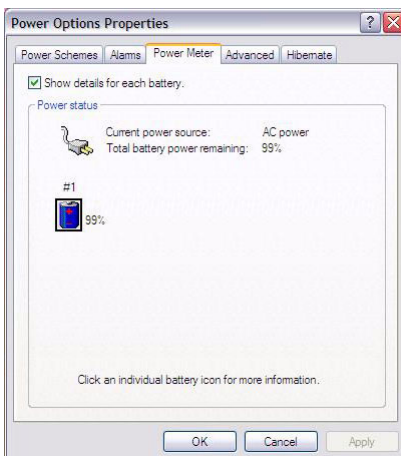 Power Options Properties
Power Schemes Alarms Power Meter Advanced Hibernate
Show details for each battery.
Power status
Current power source: AC power
Total battery power remaining: 99%
#1
99%
Click an individual battery icon for more information.
OK Cancel Apply